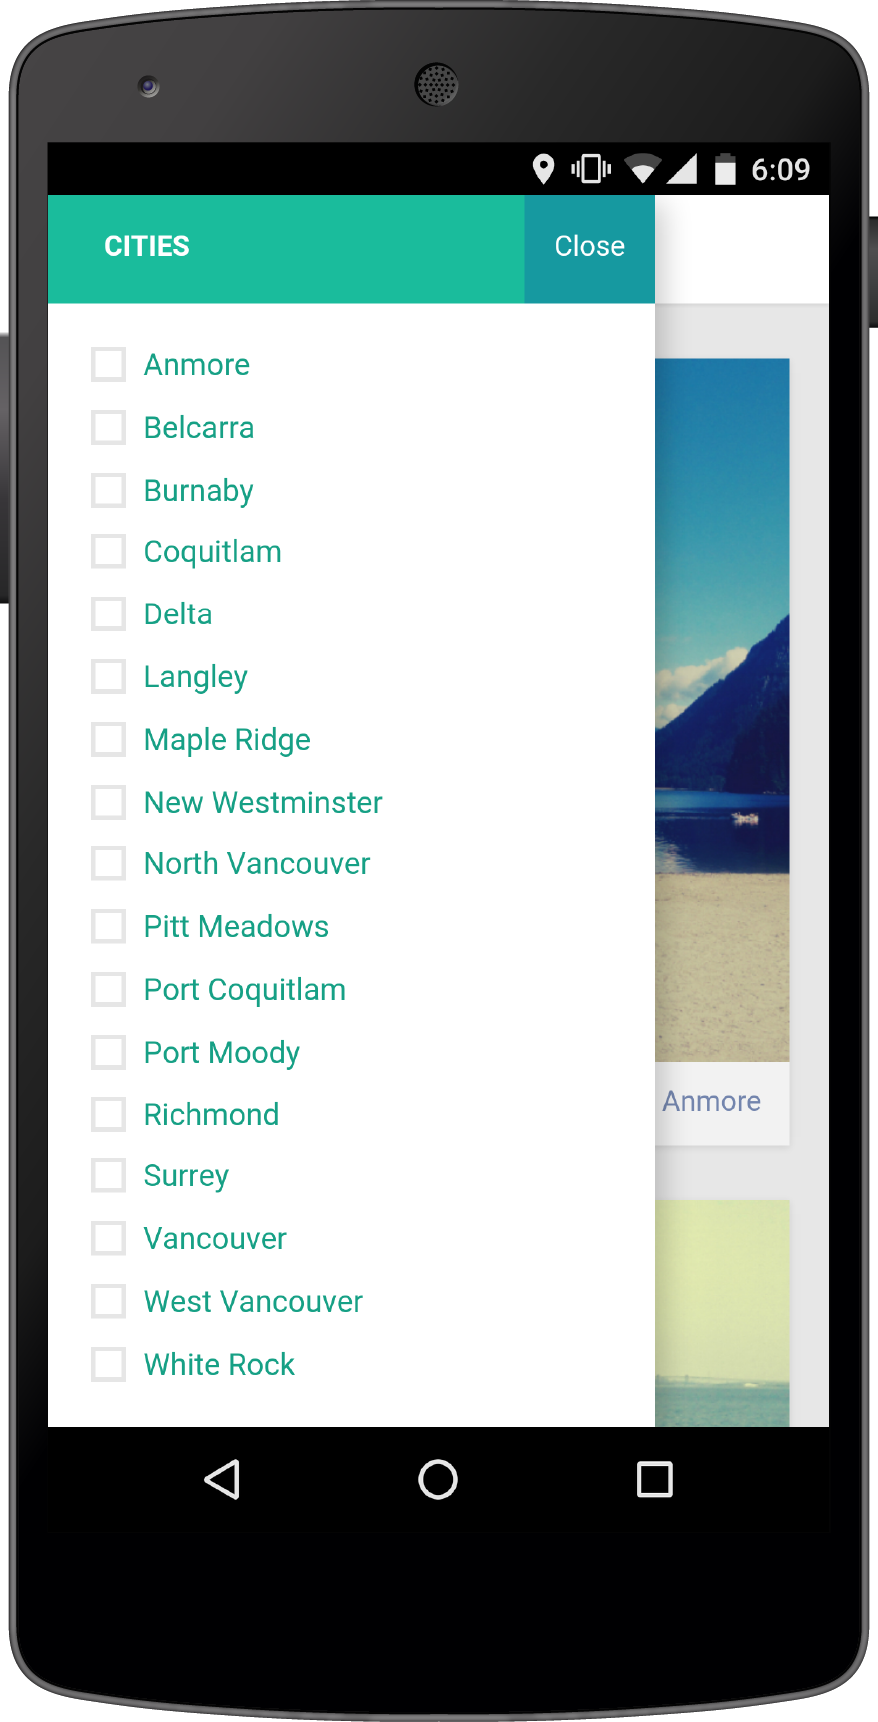 6:09
CITIES Close
Anmore
Belcarra
Burnaby
Coquitlam
Delta
Langley
Maple Ridge
New Westminster
North Vancouver
Pitt Meadows
Port Coquitlam
Port Moody
Anmore
Richmond
Surrey
Vancouver
West Vancouver
White Rock